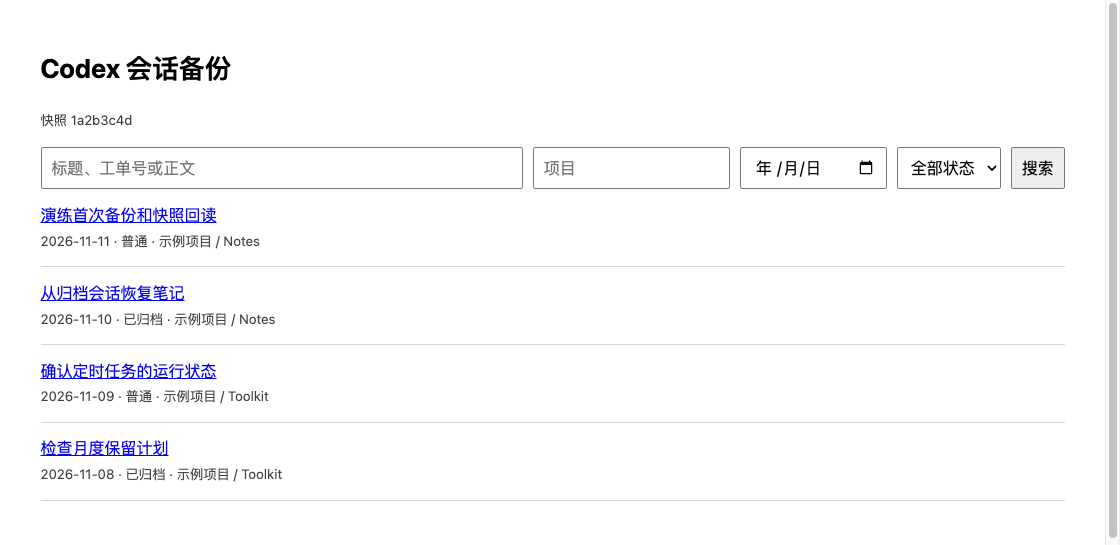 Codex 会话备份
快照 1a2b3c4d
标题、工单号或正文 项目 年 /月/日 全部状态 搜索
演练首次备份和快照回读
2026-11-11 · 普通 · 示例项目 / Notes
从归档会话恢复笔记
2026-11-10 · 已归档 · 示例项目 / Notes
确认定时任务的运行状态
2026-11-09 · 普通 · 示例项目 / Toolkit
检查月度保留计划
2026-11-08 · 已归档 · 示例项目 / Toolkit